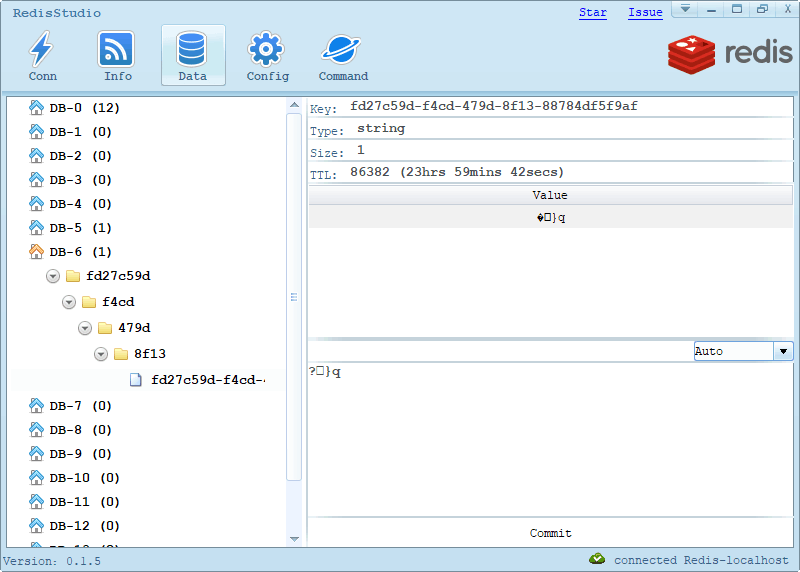 RedisStudio
Star Issue
Conn Info Data Config Command
redis
DB-0 (12)
DB-1 (0)
DB-2 (0)
DB-3 (0)
DB-4 (0)
DB-5 (1)
DB-6 (1)
fd27c59d
f4cd
479d
8f13
fd27c59d-f4cd-
DB-7 (0)
DB-8 (0)
DB-9 (0)
DB-10 (0)
DB-11 (0)
DB-12 (0)
Key: fd27c59d-f4cd-479d-8f13-88784df5f9af
Type: string
Size: 1
TTL: 86382 (23hrs 59mins 42secs)
Value
�□}q
Auto
?□}q
Commit
Version: 0.1.5
connected Redis-localhost